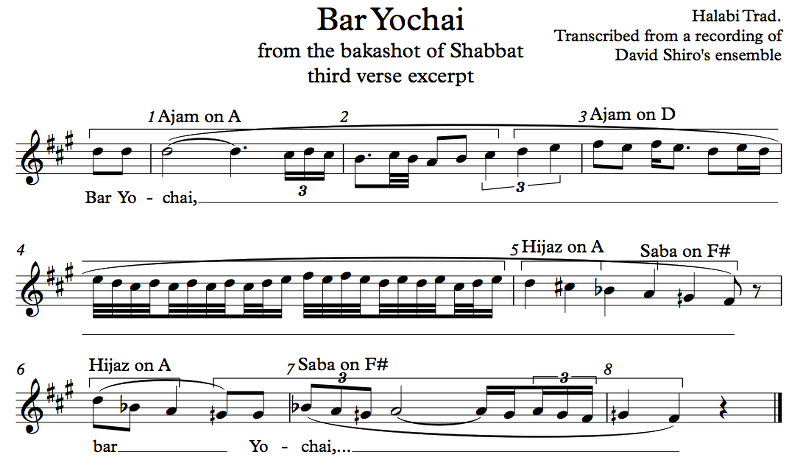 Bar Yochai
from the bakashot of Shabbat
third verse excerpt
Halabi Trad.
Transcribed from a recording of
David Shiro's ensemble
1 Ajam on A 2 3 Ajam on D
3 3
Bar Yo - chai,
4 5 Hijaz on A Saba on F#
6 Hijaz on A 7 Saba on F# 8
3 3
bar Yo - chai,...